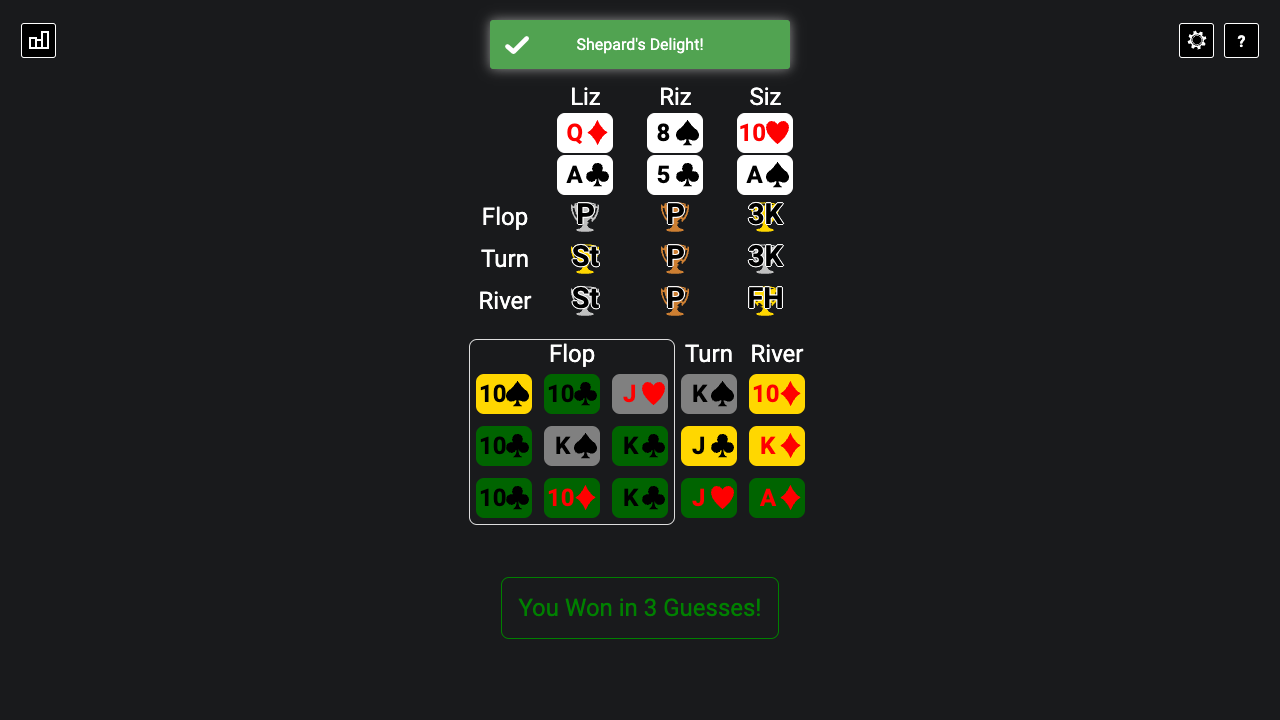 Shepard's Delight!
?
Liz Riz Siz
Q 8 10
A 5 A
Flop P P 3K
Turn St P 3K
River St P FH
Flop Turn River
10 10 J K 10
10 K K J K
10 10 K J A
You Won in 3 Guesses!